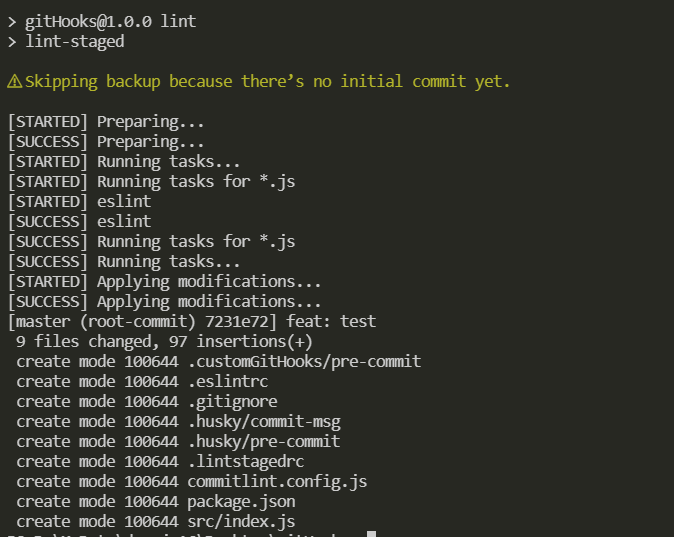 > gitHooks@1.0.0 lint
> lint-staged
⚠Skipping backup because there’s no initial commit yet.
[STARTED] Preparing...
[SUCCESS] Preparing...
[STARTED] Running tasks...
[STARTED] Running tasks for *.js
[STARTED] eslint
[SUCCESS] eslint
[SUCCESS] Running tasks for *.js
[SUCCESS] Running tasks...
[STARTED] Applying modifications...
[SUCCESS] Applying modifications...
[master (root-commit) 7231e72] feat: test
9 files changed, 97 insertions(+)
create mode 100644 .customGitHooks/pre-commit
create mode 100644 .eslintrc
create mode 100644 .gitignore
create mode 100644 .husky/commit-msg
create mode 100644 .husky/pre-commit
create mode 100644 .lintstagedrc
create mode 100644 commitlint.config.js
create mode 100644 package.json
create mode 100644 src/index.js